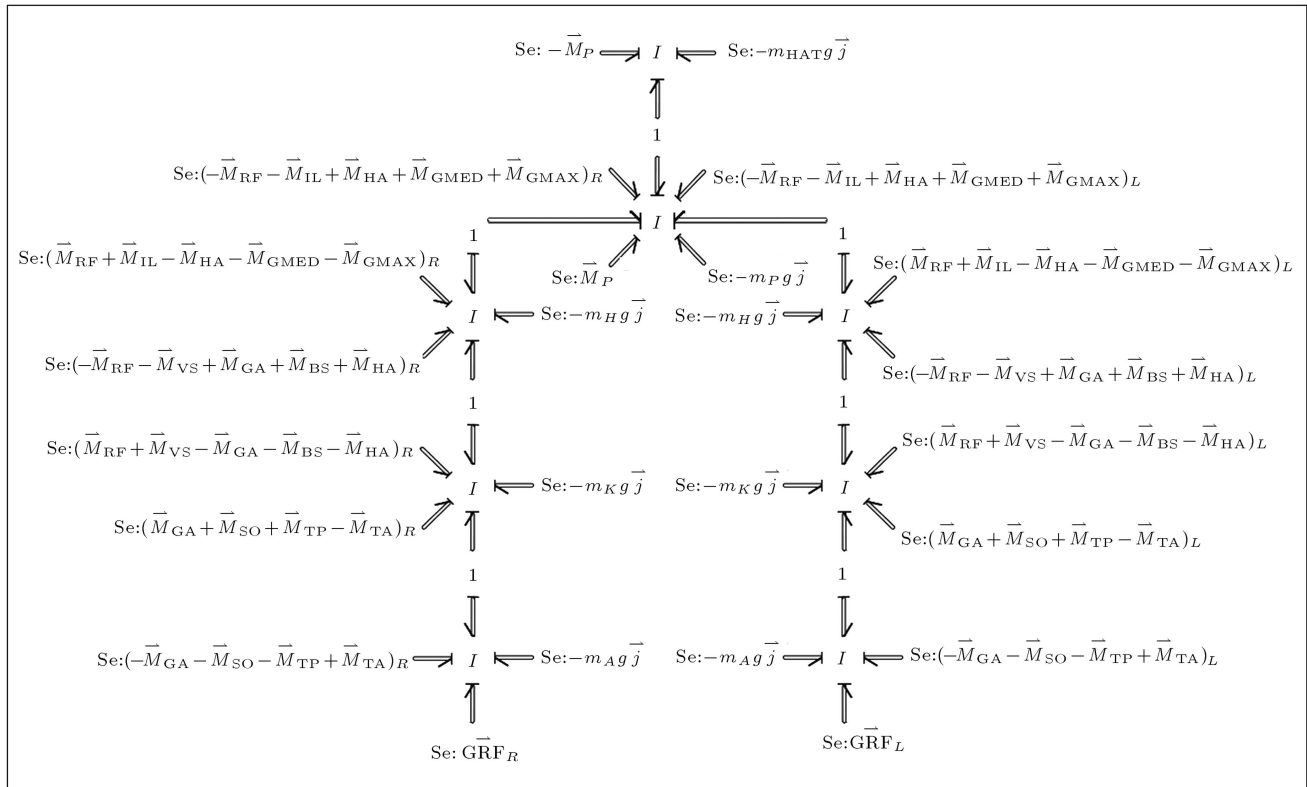 Se: −M⃗_P I Se:−m_HAT g j⃗
1
Se:(−M⃗_RF − M⃗_IL + M⃗_HA + M⃗_GMED + M⃗_GMAX)_R Se:(−M⃗_RF − M⃗_IL + M⃗_HA + M⃗_GMED + M⃗_GMAX)_L
I
1 1
Se:(M⃗_RF + M⃗_IL − M⃗_HA − M⃗_GMED − M⃗_GMAX)_R Se:M⃗_P Se:−m_P g j⃗ Se:(M⃗_RF + M⃗_IL − M⃗_HA − M⃗_GMED − M⃗_GMAX)_L
I Se:−m_H g j⃗ Se:−m_H g j⃗ I
Se:(−M⃗_RF − M⃗_VS + M⃗_GA + M⃗_BS + M⃗_HA)_R Se:(−M⃗_RF − M⃗_VS + M⃗_GA + M⃗_BS + M⃗_HA)_L
1 1
Se:(M⃗_RF + M⃗_VS − M⃗_GA − M⃗_BS − M⃗_HA)_R Se:(M⃗_RF + M⃗_VS − M⃗_GA − M⃗_BS − M⃗_HA)_L
I Se:−m_K g j⃗ Se:−m_K g j⃗ I
Se:(M⃗_GA + M⃗_SO + M⃗_TP − M⃗_TA)_R Se:(M⃗_GA + M⃗_SO + M⃗_TP − M⃗_TA)_L
1 1
Se:(−M⃗_GA − M⃗_SO − M⃗_TP + M⃗_TA)_R I Se:−m_A g j⃗ Se:−m_A g j⃗ I Se:(−M⃗_GA − M⃗_SO − M⃗_TP + M⃗_TA)_L
Se: GRF⃗_R Se:GRF⃗_L